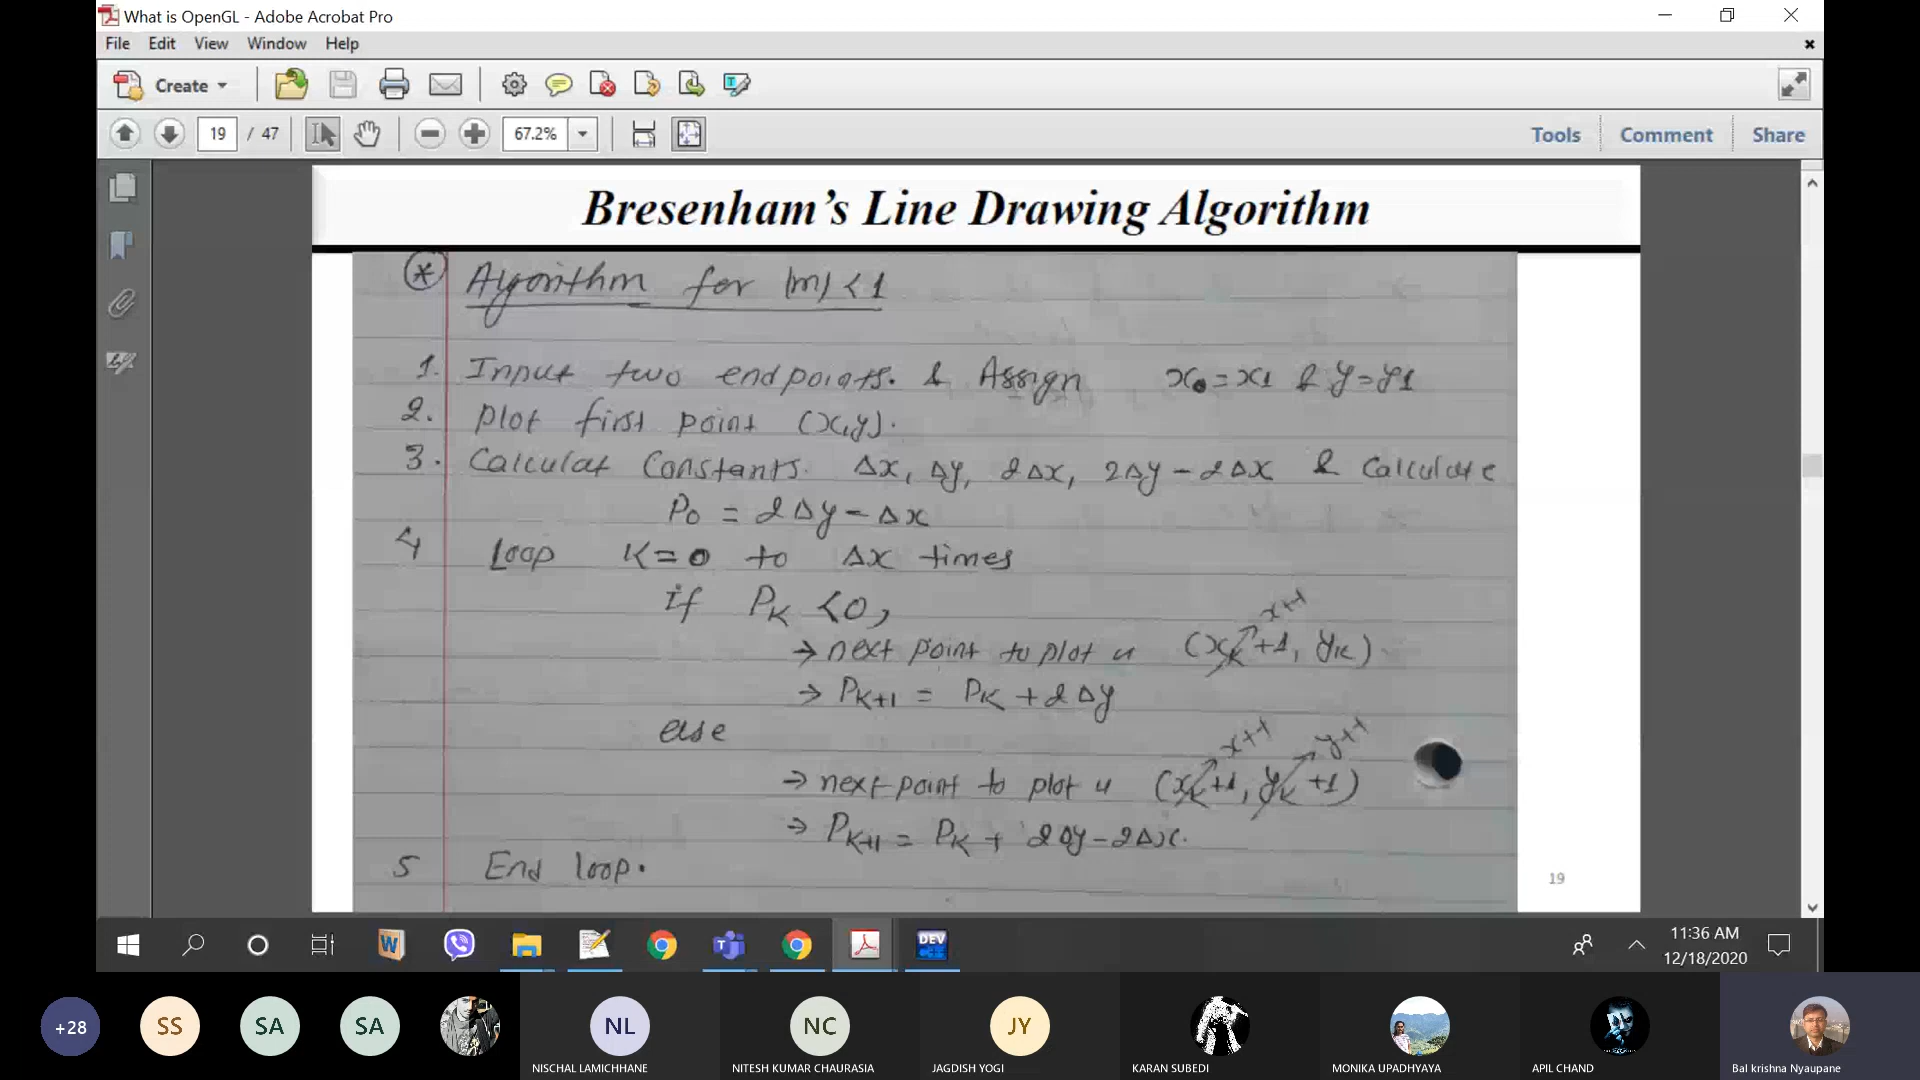 What is OpenGL - Adobe Acrobat Pro
File Edit View Window Help
Create
19 / 47 67.2% Tools Comment Share
Bresenham's Line Drawing Algorithm
* Algorithm for |m| < 1
1. Input two endpoints. & Assign x0 = x1 & y = y1
2. Plot first point (x,y).
3. Calculat Constants. Δx, Δy, 2Δx, 2Δy - 2Δx & Calculate
P0 = 2Δy - Δx
4 Loop K = 0 to Δx times
if PK < 0,
x+1
→ next point to plot is (xK+1, yK)
→ PK+1 = PK + 2Δy
else
x+1 y+1
→ next point to plot is (xK+1, yK+1)
→ PK+1 = PK + 2Δy - 2Δx.
5 End loop.
19
DEV
11:36 AM
12/18/2020
+28 SS SA SA NL NC JY
NISCHAL LAMICHHANE NITESH KUMAR CHAURASIA JAGDISH YOGI KARAN SUBEDI MONIKA UPADHYAYA APIL CHAND Bal krishna Nyaupane